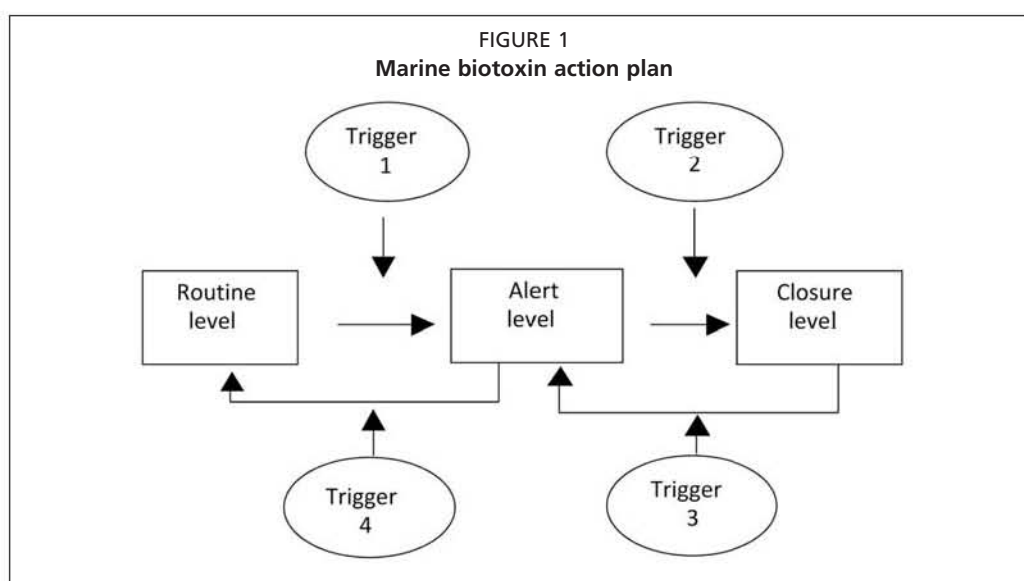 FIGURE 1
Marine biotoxin action plan
Trigger
1
Trigger
2
Routine
level
Alert
level
Closure
level
Trigger
4
Trigger
3